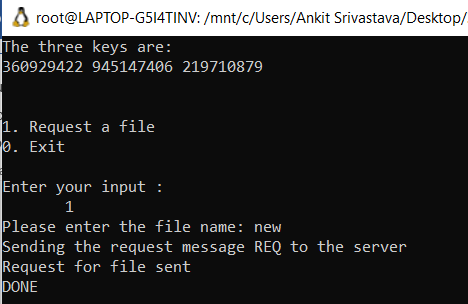 root@LAPTOP-G5I4TINV: /mnt/c/Users/Ankit Srivastava/Desktop/
The three keys are:
360929422 945147406 219710879
1. Request a file
0. Exit
Enter your input :
1
Please enter the file name: new
Sending the request message REQ to the server
Request for file sent
DONE